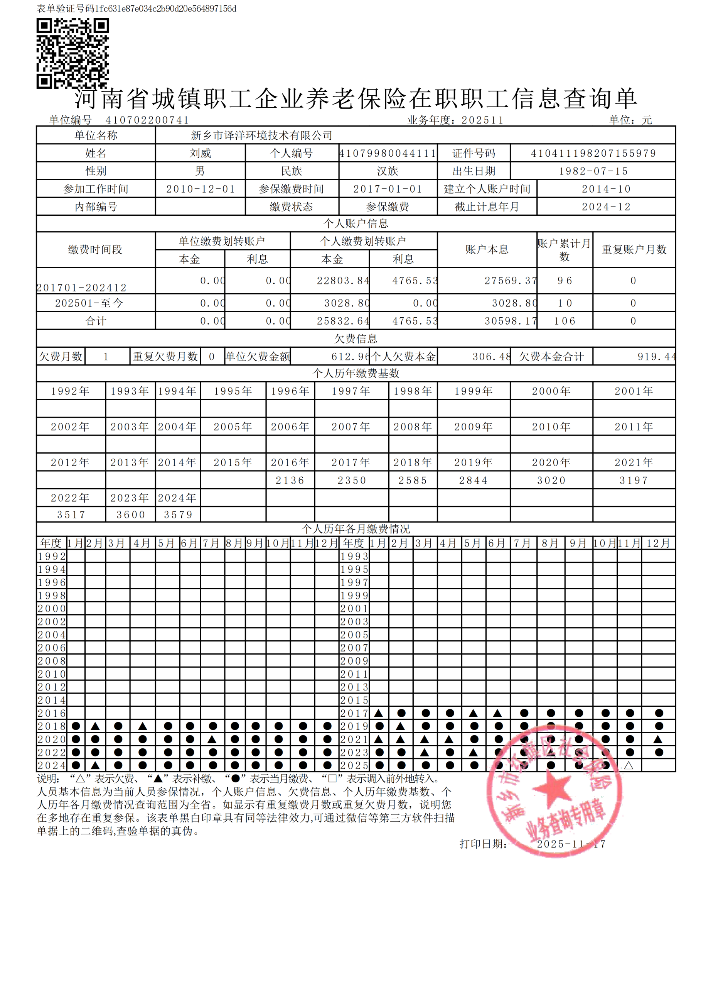 表单验证号码1fc631e87e034c2b90d20e564897156d
河南省城镇职工企业养老保险在职职工信息查询单
单位编号 410702200741 业务年度：202511 单位：元
单位名称 新乡市译洋环境技术有限公司
姓名 刘威 个人编号 41079980044111 证件号码 410411198207155979
性别 男 民族 汉族 出生日期 1982-07-15
参加工作时间 2010-12-01 参保缴费时间 2017-01-01 建立个人账户时间 2014-10
内部编号 缴费状态 参保缴费 截止计息年月 2024-12
个人账户信息
缴费时间段 单位缴费划转账户 个人缴费划转账户 账户本息 账户累计月数 重复账户月数
本金 利息 本金 利息
201701-202412 0.00 0.00 22803.84 4765.53 27569.37 96 0
202501-至今 0.00 0.00 3028.80 0.00 3028.80 10 0
合计 0.00 0.00 25832.64 4765.53 30598.17 106 0
欠费信息
欠费月数 1 重复欠费月数 0 单位欠费金额 612.96 个人欠费本金 306.48 欠费本金合计 919.44
个人历年缴费基数
1992年 1993年 1994年 1995年 1996年 1997年 1998年 1999年 2000年 2001年
2002年 2003年 2004年 2005年 2006年 2007年 2008年 2009年 2010年 2011年
2012年 2013年 2014年 2015年 2016年 2017年 2018年 2019年 2020年 2021年
2136 2350 2585 2844 3020 3197
2022年 2023年 2024年
3517 3600 3579
个人历年各月缴费情况
年度 1月 2月 3月 4月 5月 6月 7月 8月 9月 10月 11月 12月 年度 1月 2月 3月 4月 5月 6月 7月 8月 9月 10月 11月 12月
1992 1993
1994 1995
1996 1997
1998 1999
2000 2001
2002 2003
2004 2005
2006 2007
2008 2009
2010 2011
2012 2013
2014 2015
2016 2017 ▲ ● ● ● ▲ ▲ ● ● ● ● ● ●
2018 ● ▲ ● ▲ ● ● ● ● ● ● ● ● 2019 ● ▲ ● ● ● ● ● ● ● ● ● ●
2020 ● ● ● ● ● ● ▲ ● ● ● ● ● 2021 ▲ ▲ ▲ ▲ ● ● ● ● ● ● ● ▲
2022 ● ● ● ● ● ● ● ● ● ● ● ● 2023 ● ● ▲ ● ▲ ● ● ▲ ● ● ● ●
2024 ● ▲ ● ● ● ● ● ● ● ● ● ● 2025 ● ● ● ● ● ● ● ● ● ● △
说明：“△”表示欠费、“▲”表示补缴、“●”表示当月缴费、“□”表示调入前外地转入。
人员基本信息为当前人员参保情况，个人账户信息、欠费信息、个人历年缴费基数、个
人历年各月缴费情况查询范围为全省。如显示有重复缴费月数或重复欠费月数，说明您
在多地存在重复参保。该表单黑白印章具有同等法律效力,可通过微信等第三方软件扫描
单据上的二维码,查验单据的真伪。
新乡市红旗区社会保险
业务查询专用章
打印日期： 2025-11-17